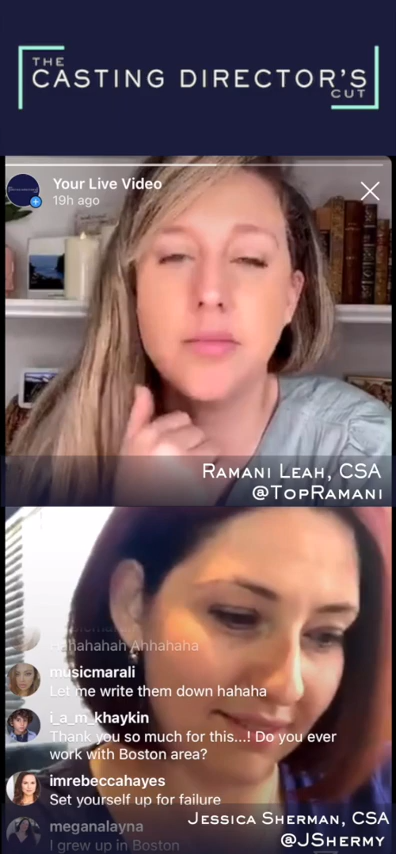 THE
CASTING DIRECTOR'S
CUT
Your Live Video
19h ago
RAMANI LEAH, CSA
@TOPRAMANI
Hahahahah Ahhahaha
musicmarali
Let me write them down hahaha
i_a_m_khaykin
Thank you so much for this...! Do you ever
work with Boston area?
imrebeccahayes
Set yourself up for failure
JESSICA SHERMAN, CSA
meganalayna
@JSHERMY
I grew up in Boston